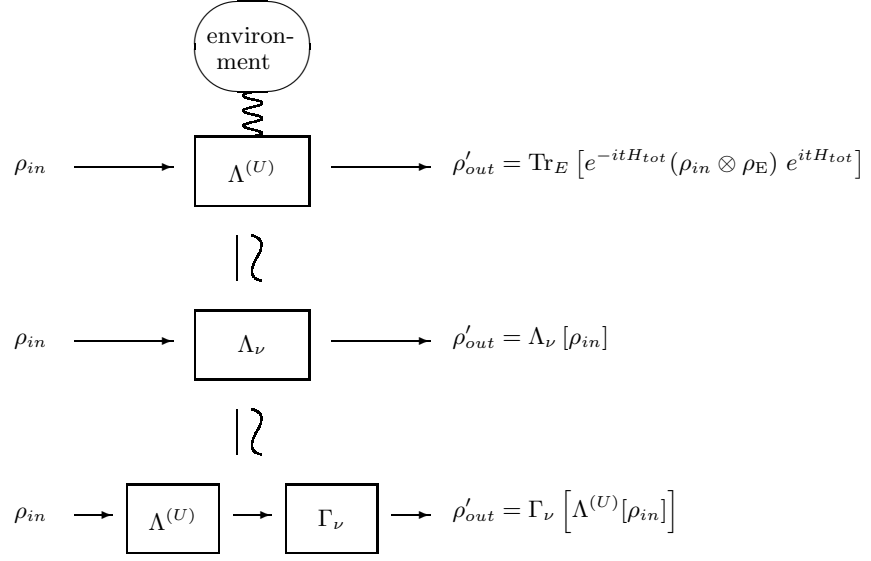 environ-
ment
ρ_in Λ^(U) ρ′_out = Tr_E [e^{-itH_tot}(ρ_in ⊗ ρ_E) e^{itH_tot}]
ρ_in Λ_ν ρ′_out = Λ_ν [ρ_in]
ρ_in Λ^(U) Γ_ν ρ′_out = Γ_ν [Λ^(U)[ρ_in]]